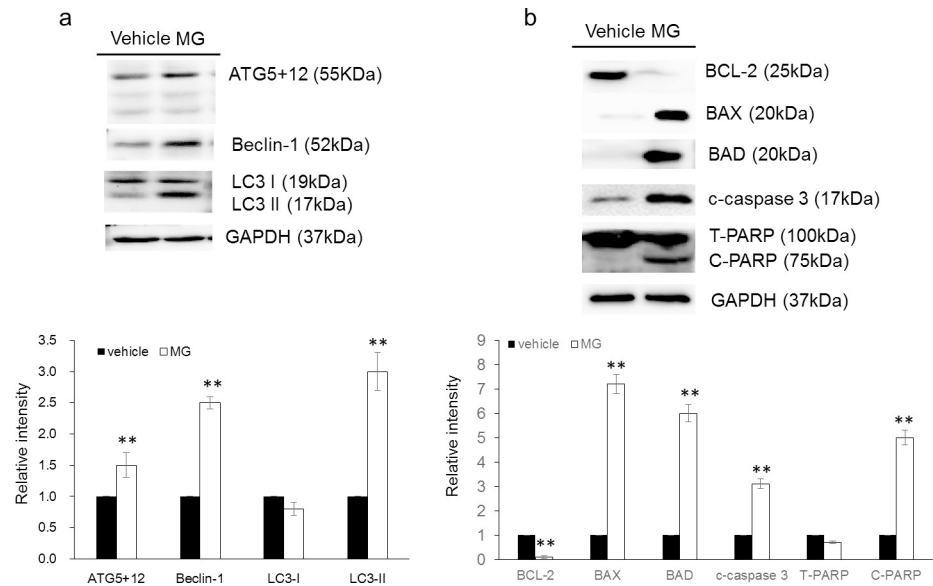 a
Vehicle MG
ATG5+12 (55KDa)
Beclin-1 (52kDa)
LC3 I (19kDa)
LC3 II (17kDa)
GAPDH (37kDa)
3.5
3.0
2.5
2.0
1.5
1.0
0.5
0.0
Relative intensity
vehicle MG
**
**
**
ATG5+12 Beclin-1 LC3-I LC3-II
b
Vehicle MG
BCL-2 (25kDa)
BAX (20kDa)
BAD (20kDa)
c-caspase 3 (17kDa)
T-PARP (100kDa)
C-PARP (75kDa)
GAPDH (37kDa)
9
8
7
6
5
4
3
2
1
0
Relative intensity
vehicle MG
**
**
**
**
**
BCL-2 BAX BAD c-caspase 3 T-PARP C-PARP